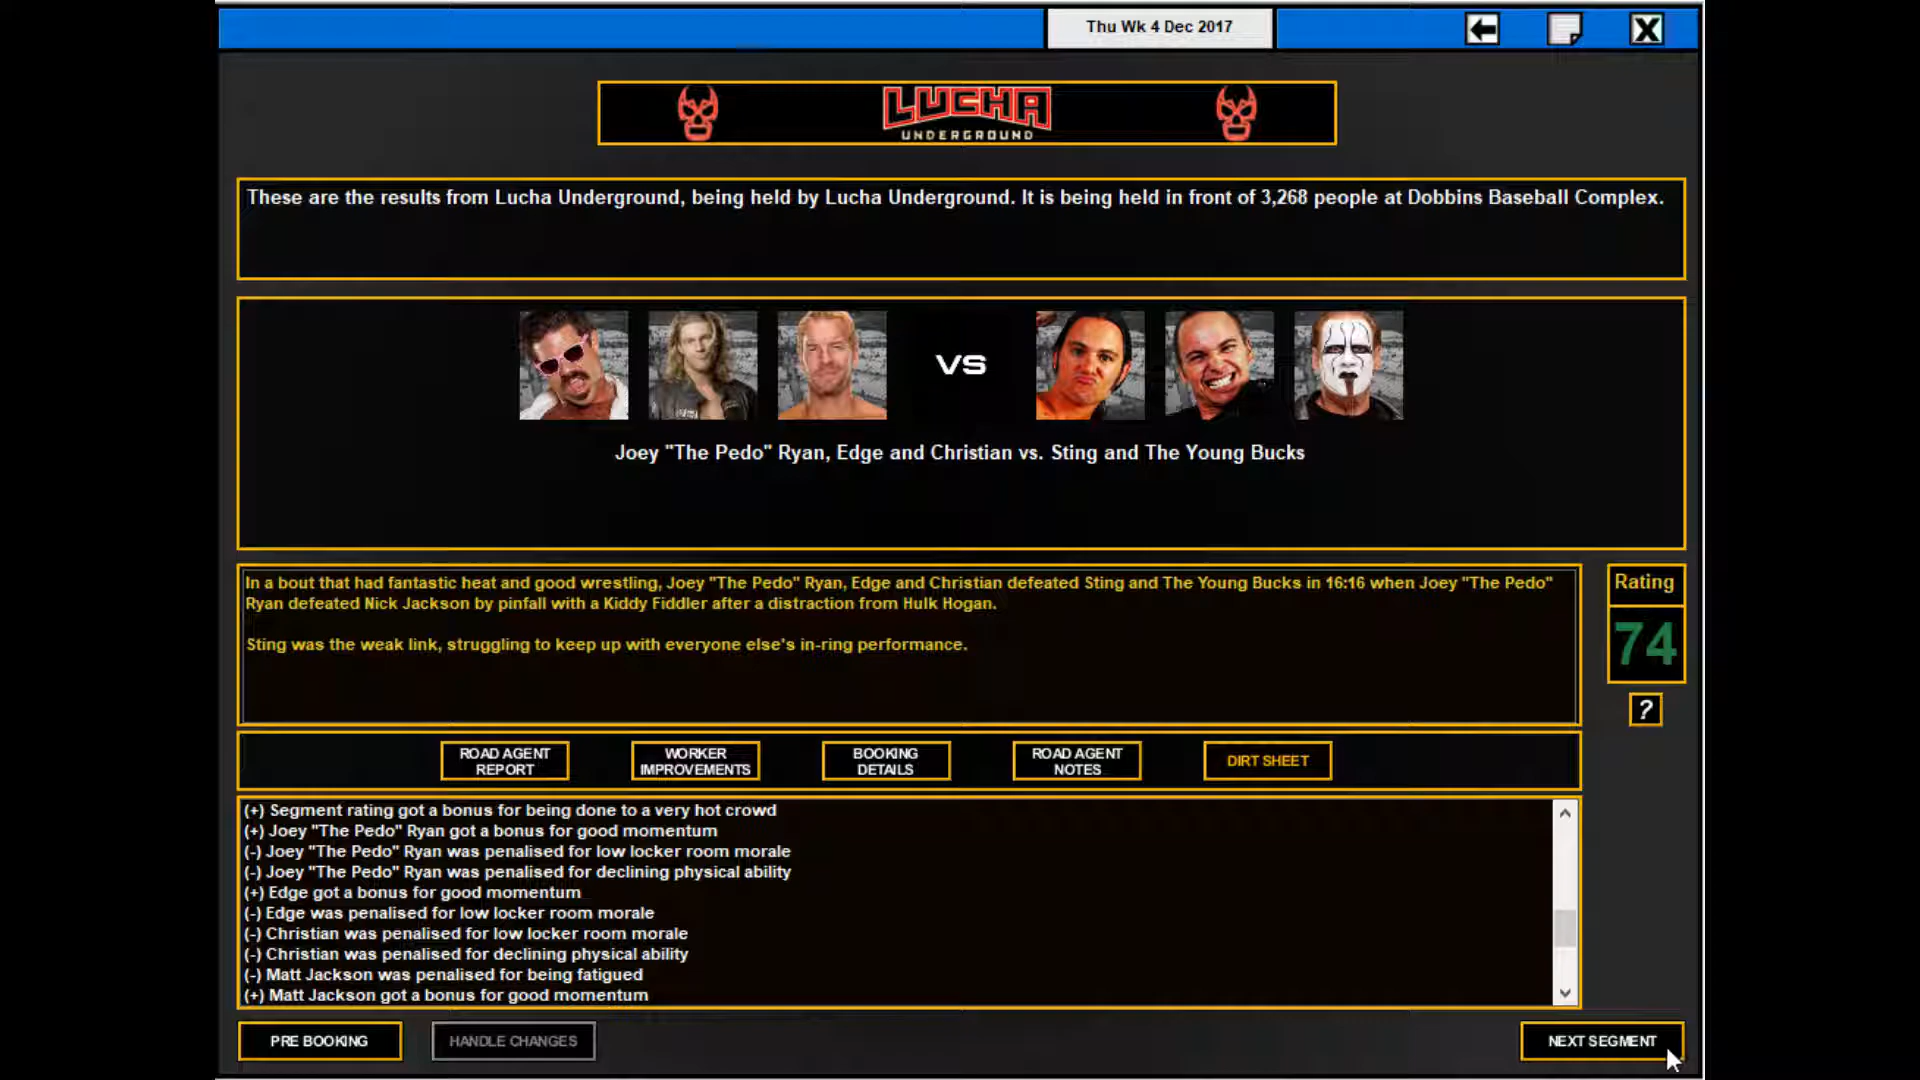 Thu Wk 4 Dec 2017
LUCHA
UNDERGROUND
These are the results from Lucha Underground, being held by Lucha Underground. It is being held in front of 3,268 people at Dobbins Baseball Complex.
VS
Joey "The Pedo" Ryan, Edge and Christian vs. Sting and The Young Bucks
In a bout that had fantastic heat and good wrestling, Joey "The Pedo" Ryan, Edge and Christian defeated Sting and The Young Bucks in 16:16 when Joey "The Pedo"
Ryan defeated Nick Jackson by pinfall with a Kiddy Fiddler after a distraction from Hulk Hogan.
Sting was the weak link, struggling to keep up with everyone else's in-ring performance.
Rating
74
?
ROAD AGENT
REPORT
WORKER
IMPROVEMENTS
BOOKING
DETAILS
ROAD AGENT
NOTES
DIRT SHEET
(+) Segment rating got a bonus for being done to a very hot crowd
(+) Joey "The Pedo" Ryan got a bonus for good momentum
(-) Joey "The Pedo" Ryan was penalised for low locker room morale
(-) Joey "The Pedo" Ryan was penalised for declining physical ability
(+) Edge got a bonus for good momentum
(-) Edge was penalised for low locker room morale
(-) Christian was penalised for low locker room morale
(-) Christian was penalised for declining physical ability
(-) Matt Jackson was penalised for being fatigued
(+) Matt Jackson got a bonus for good momentum
PRE BOOKING
HANDLE CHANGES
NEXT SEGMENT